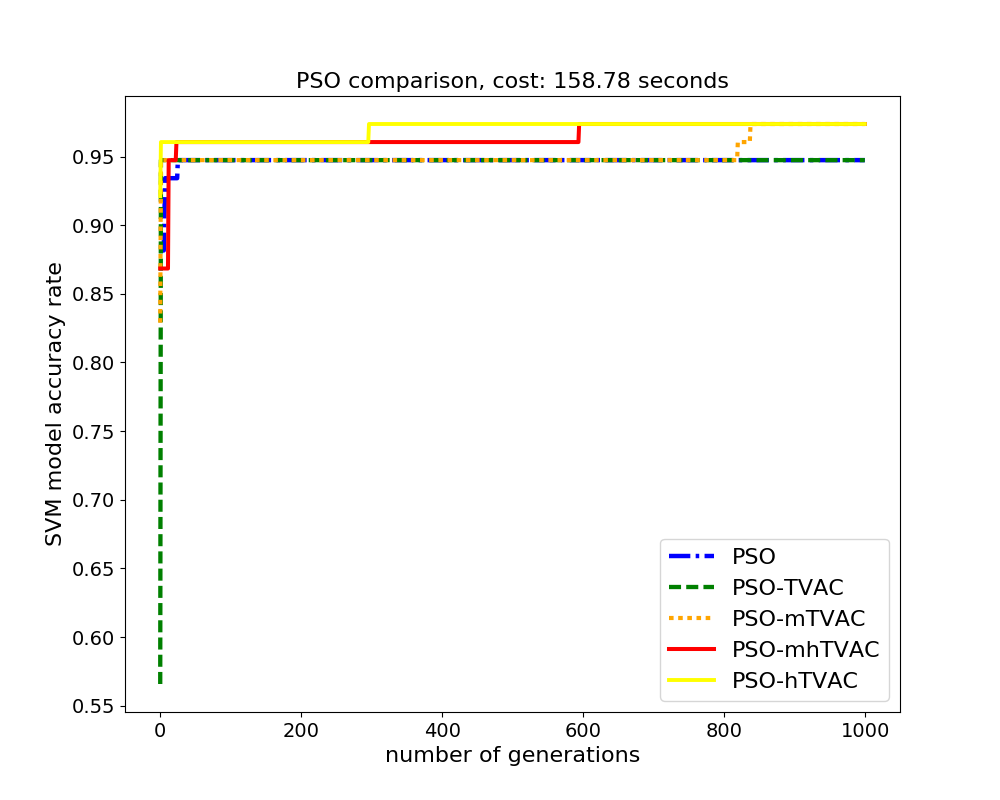 PSO comparison, cost: 158.78 seconds
SVM model accuracy rate
0.95
0.90
0.85
0.80
0.75
0.70
0.65
0.60
0.55
PSO
PSO-TVAC
PSO-mTVAC
PSO-mhTVAC
PSO-hTVAC
0 200 400 600 800 1000
number of generations